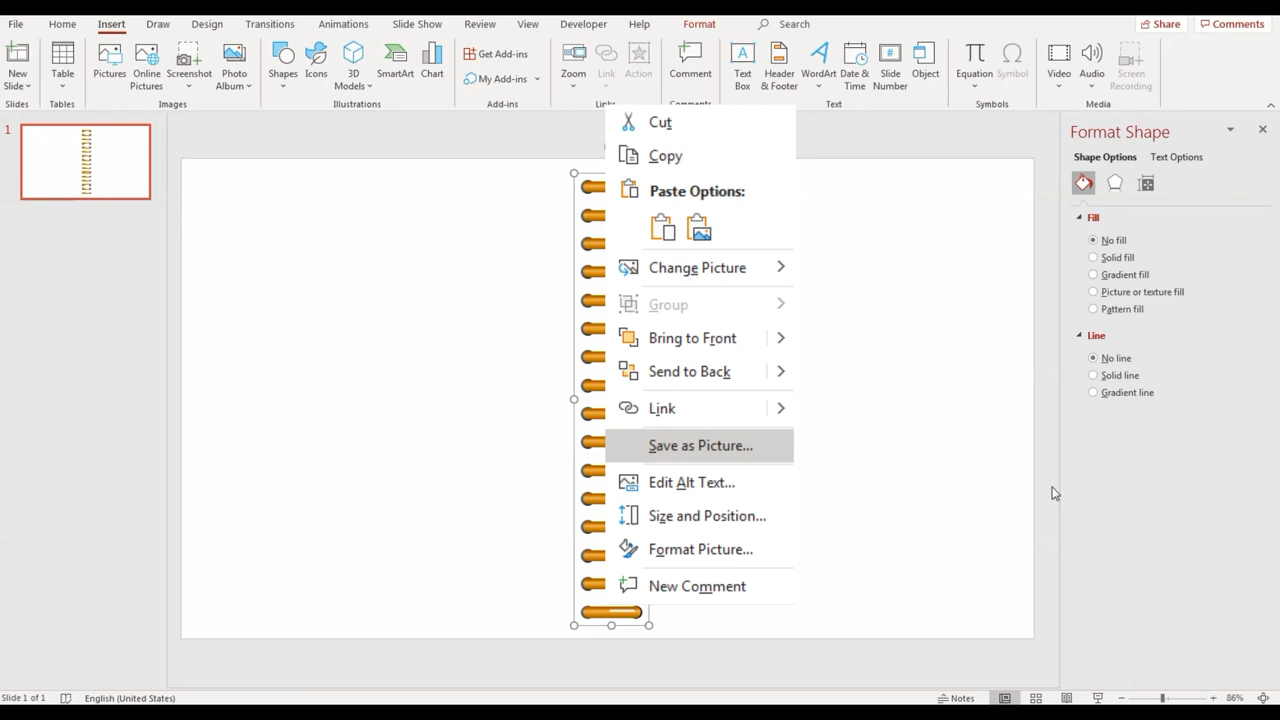 File Home Insert Draw Design Transitions Animations Slide Show Review View Developer Help Format Search Share Comments
New Slide
Table
Pictures
Online Pictures
Screenshot
Photo Album
Shapes
Icons
3D Models
SmartArt
Chart
Get Add-ins
My Add-ins
Zoom
Link
Action
Comment
Text Box
Header & Footer
WordArt
Date & Time
Slide Number
Object
Equation
Symbol
Video
Audio
Screen Recording
Slides Tables Images Illustrations Add-ins Links Comments Text Symbols Media
1
Cut
Copy
Paste Options:
Change Picture
Group
Bring to Front
Send to Back
Link
Save as Picture...
Edit Alt Text...
Size and Position...
Format Picture...
New Comment
Format Shape
Shape Options Text Options
Fill
No fill
Solid fill
Gradient fill
Picture or texture fill
Pattern fill
Line
No line
Solid line
Gradient line
Slide 1 of 1 English (United States) Notes 86%